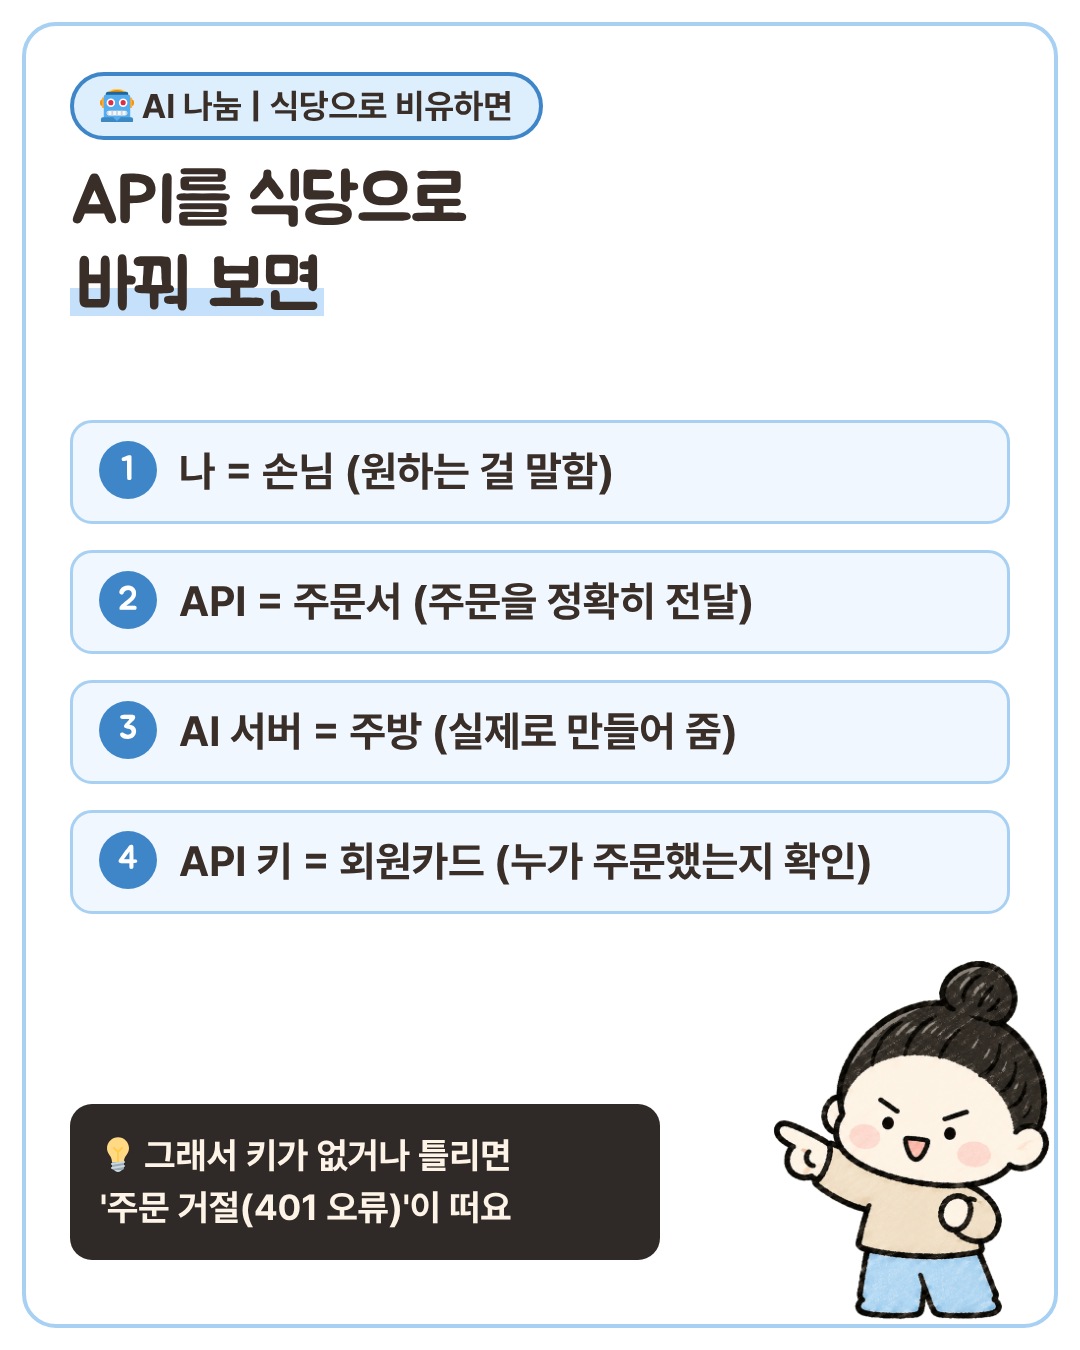 🤖 AI 나눔 | 식당으로 비유하면
API를 식당으로
바꿔 보면
1 나 = 손님 (원하는 걸 말함)
2 API = 주문서 (주문을 정확히 전달)
3 AI 서버 = 주방 (실제로 만들어 줌)
4 API 키 = 회원카드 (누가 주문했는지 확인)
💡 그래서 키가 없거나 틀리면
'주문 거절(401 오류)'이 떠요